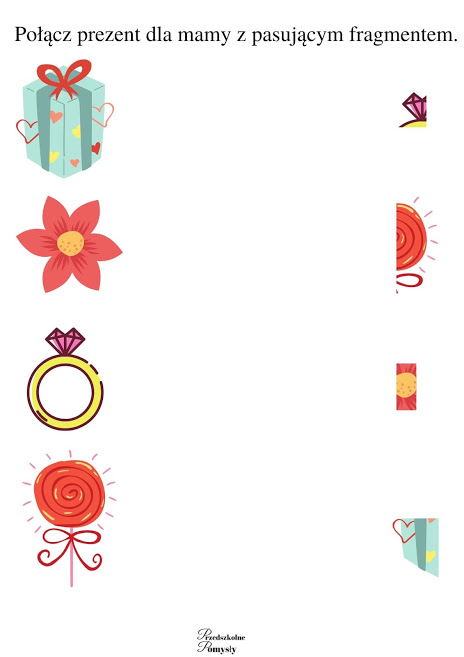 Połącz prezent dla mamy z pasującym fragmentem.
Przedszkolne
Pomysły